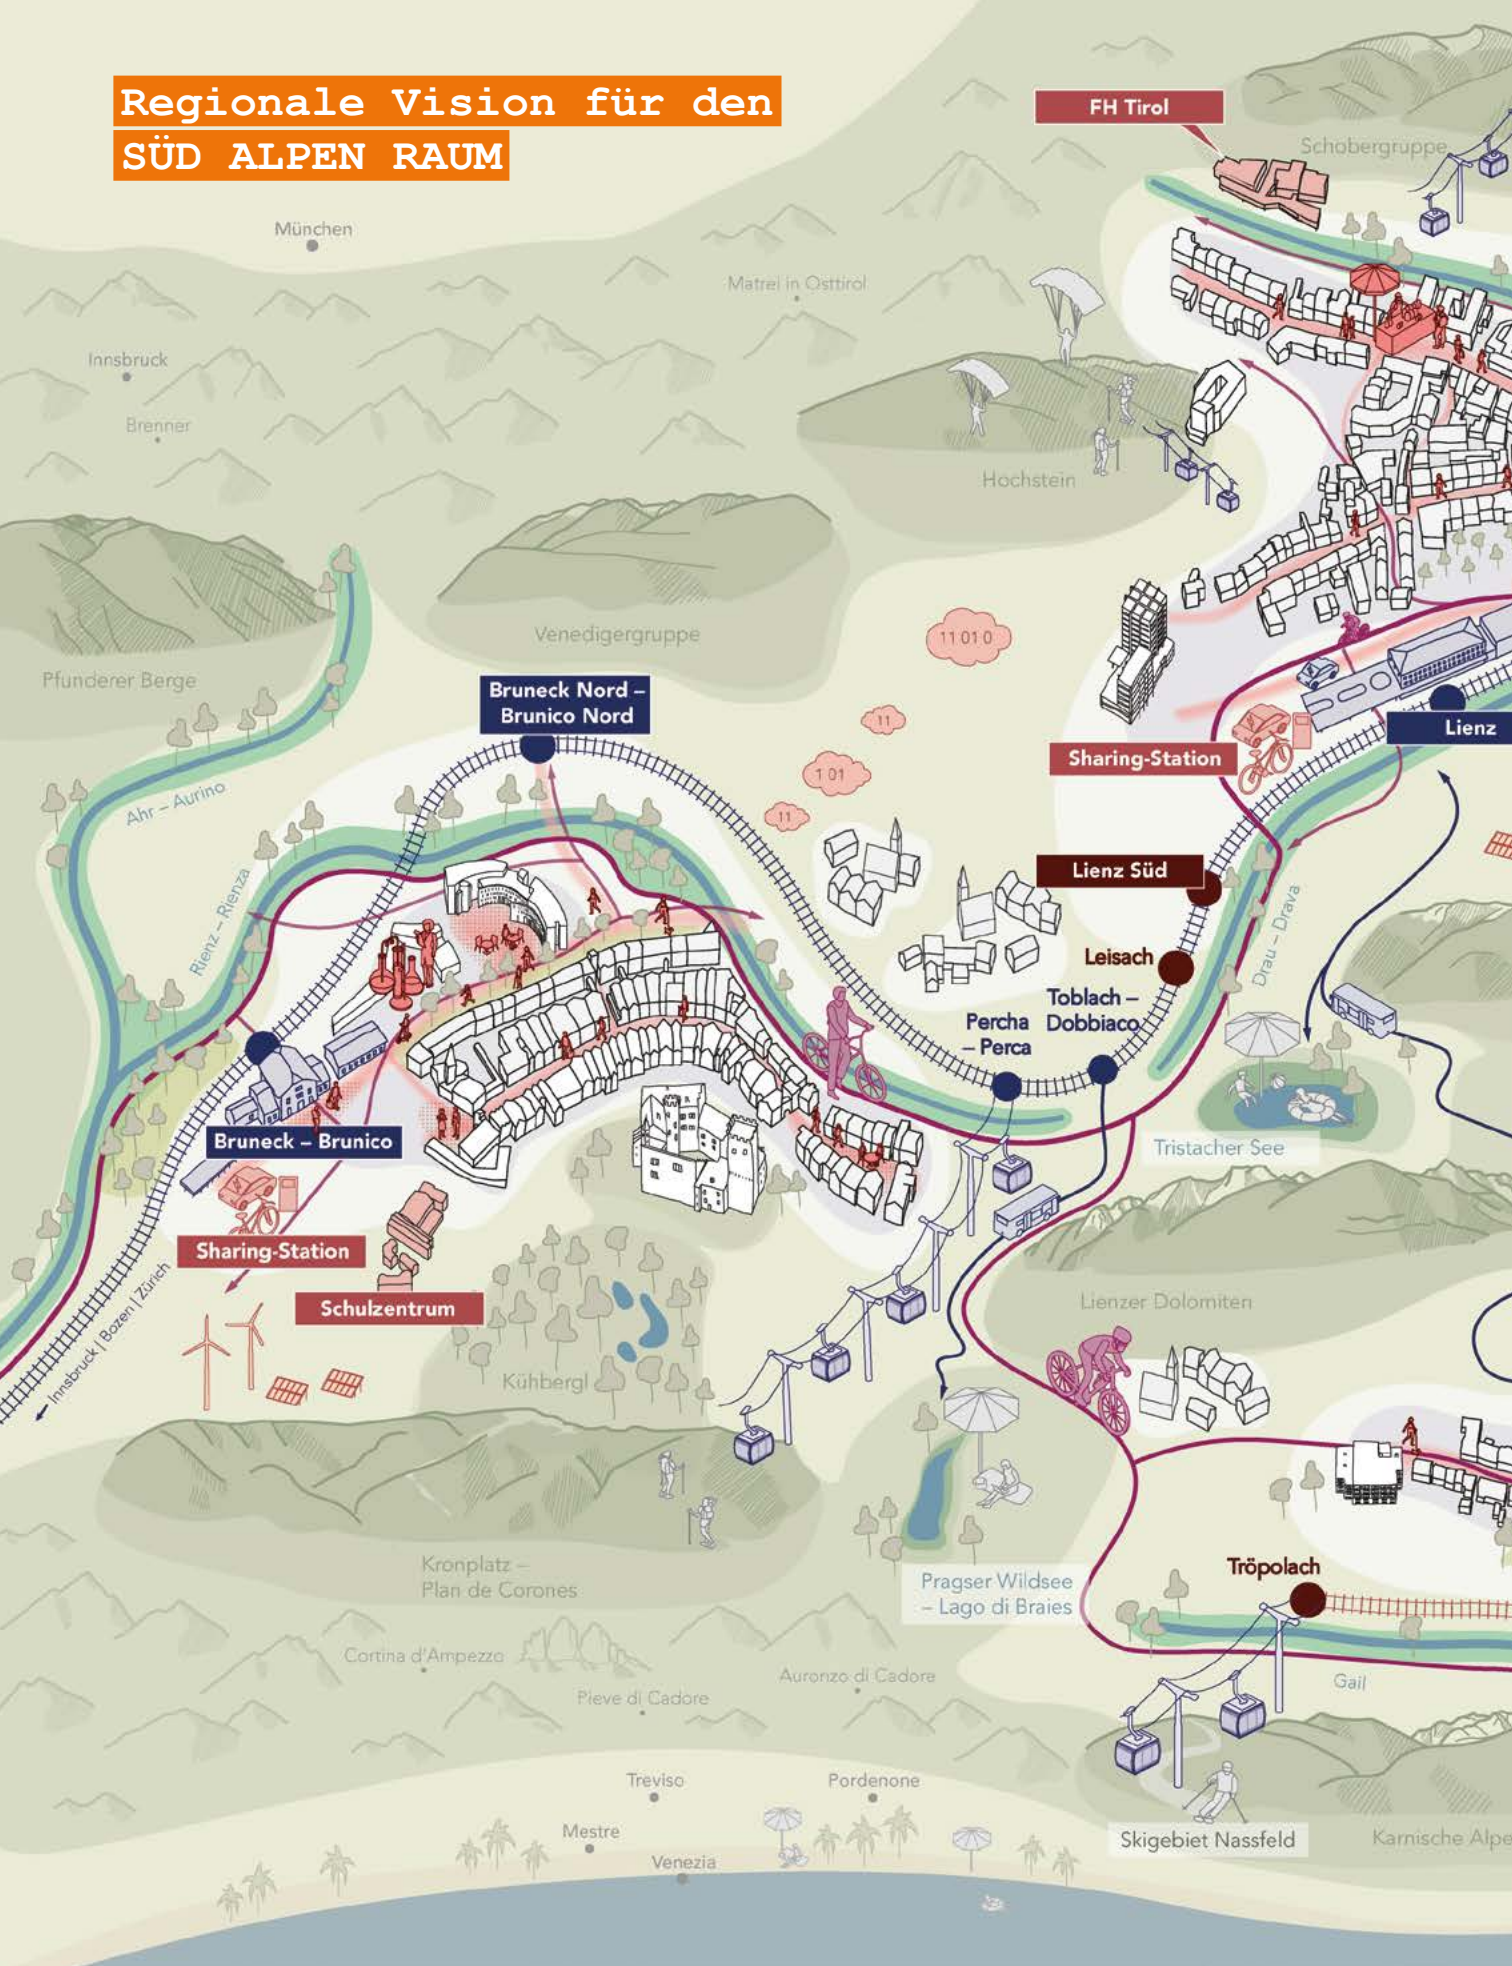 Regionale Vision für den
SÜD ALPEN RAUM
FH Tirol
Schobergruppe
München
Matrei in Osttirol
Innsbruck
Brenner
Hochstein
Venedigergruppe
11 01 0
Pfunderer Berge
Bruneck Nord –
Brunico Nord
11
Lienz
Sharing-Station
1 01
Ahr – Aurino
11
Lienz Süd
Rienz – Rienza
Drau – Drava
Leisach
Toblach –
Dobbiaco
Percha
– Perca
Bruneck – Brunico
Tristacher See
Sharing-Station
Schulzentrum
Innsbruck | Bozen | Zürich
Lienzer Dolomiten
Kühbergl
Kronplatz –
Plan de Corones
Pragser Wildsee
– Lago di Braies
Tröpolach
Cortina d'Ampezzo
Auronzo di Cadore
Pieve di Cadore
Gail
Treviso
Pordenone
Mestre
Venezia
Skigebiet Nassfeld
Karnische Alpe